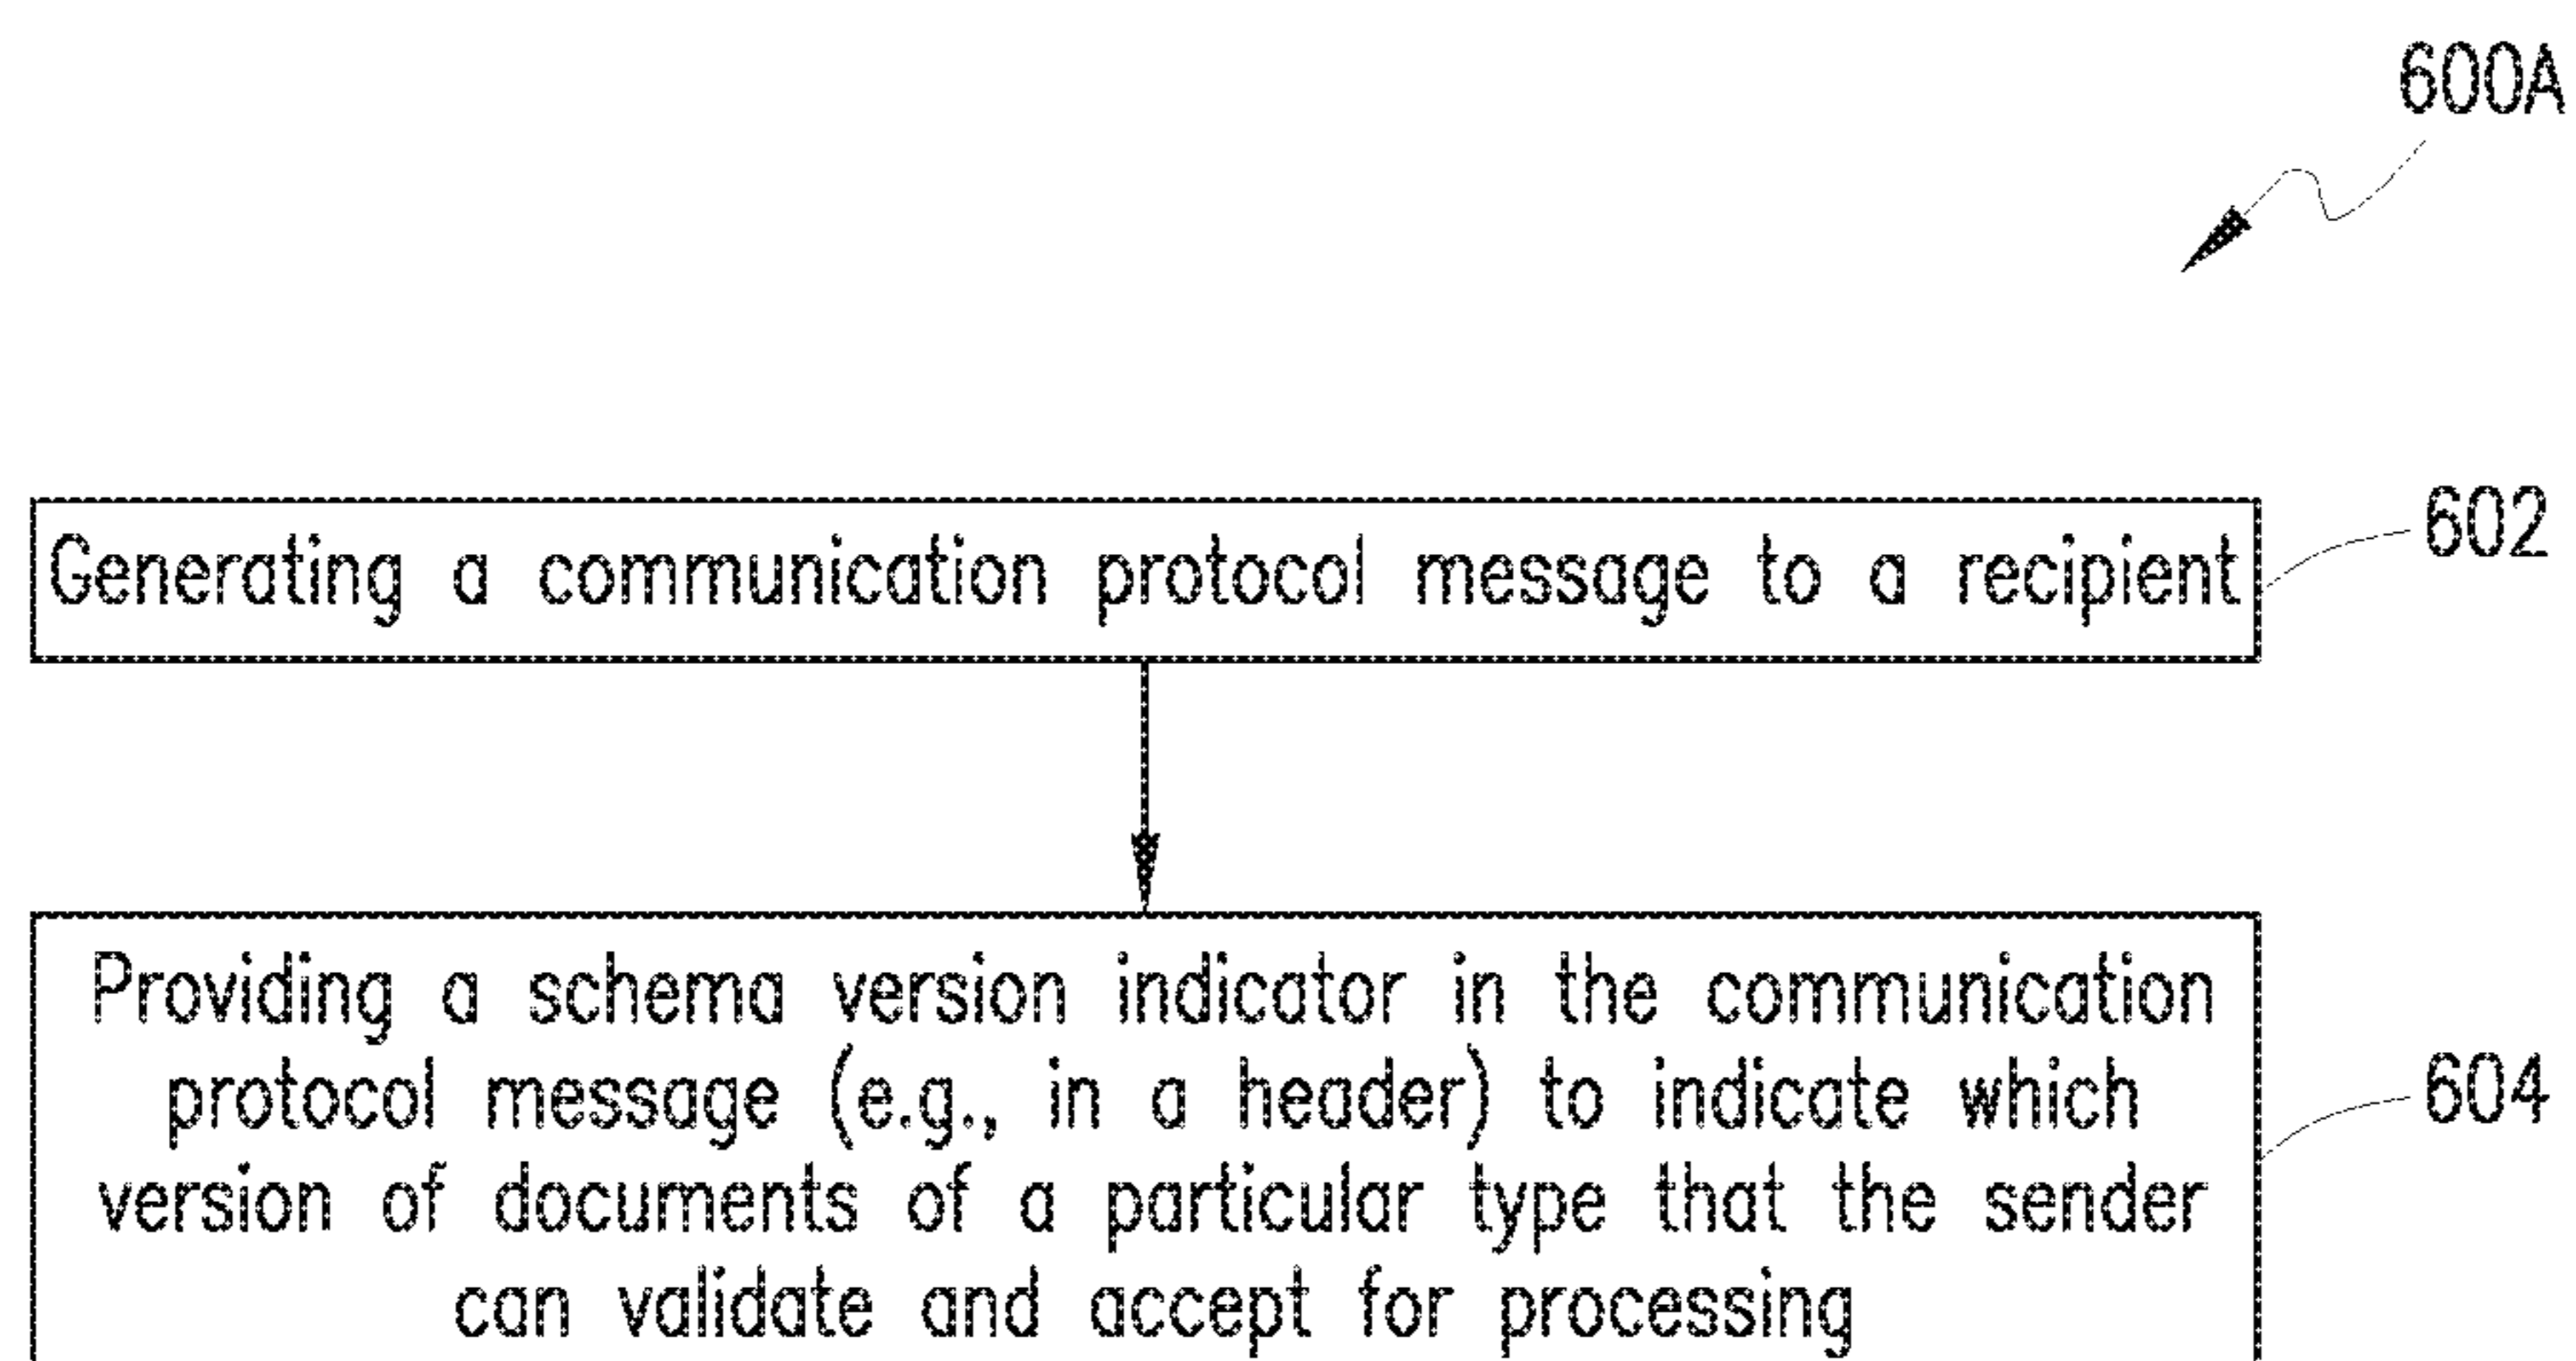 600A
Generating a communication protocol message to a recipient
602
Providing a schema version indicator in the communication
protocol message (e.g., in a header) to indicate which
604
version of documents of a particular type that the sender
can validate and accept for processing